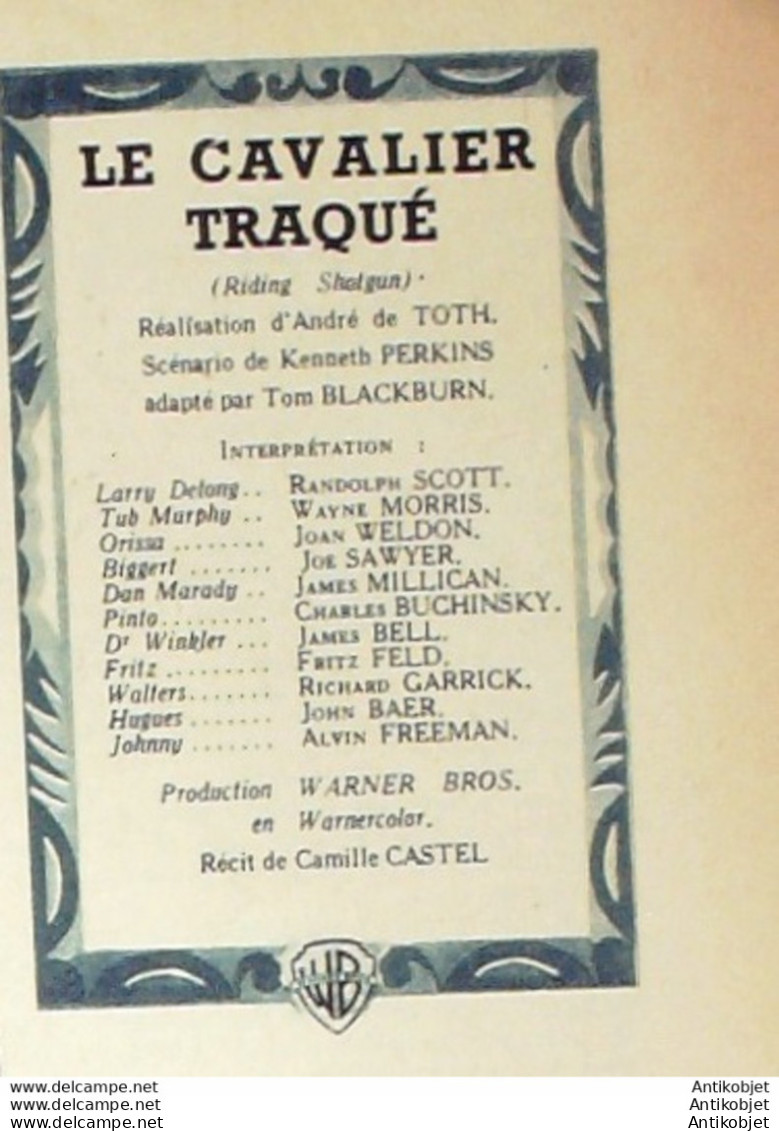 LE CAVALIER
TRAQUÉ
(Riding Shotgun)
Réalisation d'André de TOTH.
Scénario de Kenneth PERKINS
adapté par Tom BLACKBURN.
INTERPRÉTATION :
Larry Delong.. RANDOLPH SCOTT.
Tub Murphy .. WAYNE MORRIS.
Orissa ........ JOAN WELDON.
Biggert ....... JOE SAWYER.
Dan Marady .. JAMES MILLICAN.
Pinto......... CHARLES BUCHINSKY.
Dr Winkler ... JAMES BELL.
Fritz ......... FRITZ FELD.
Walters....... RICHARD GARRICK.
Hugues ....... JOHN BAER.
Johnny ....... ALVIN FREEMAN.
Production WARNER BROS.
en Warnercolor.
Récit de Camille CASTEL
WB
www.delcampe.net Antikobjet
www.delcampe.net Antikobjet
www.delcampe.net Antikobjet